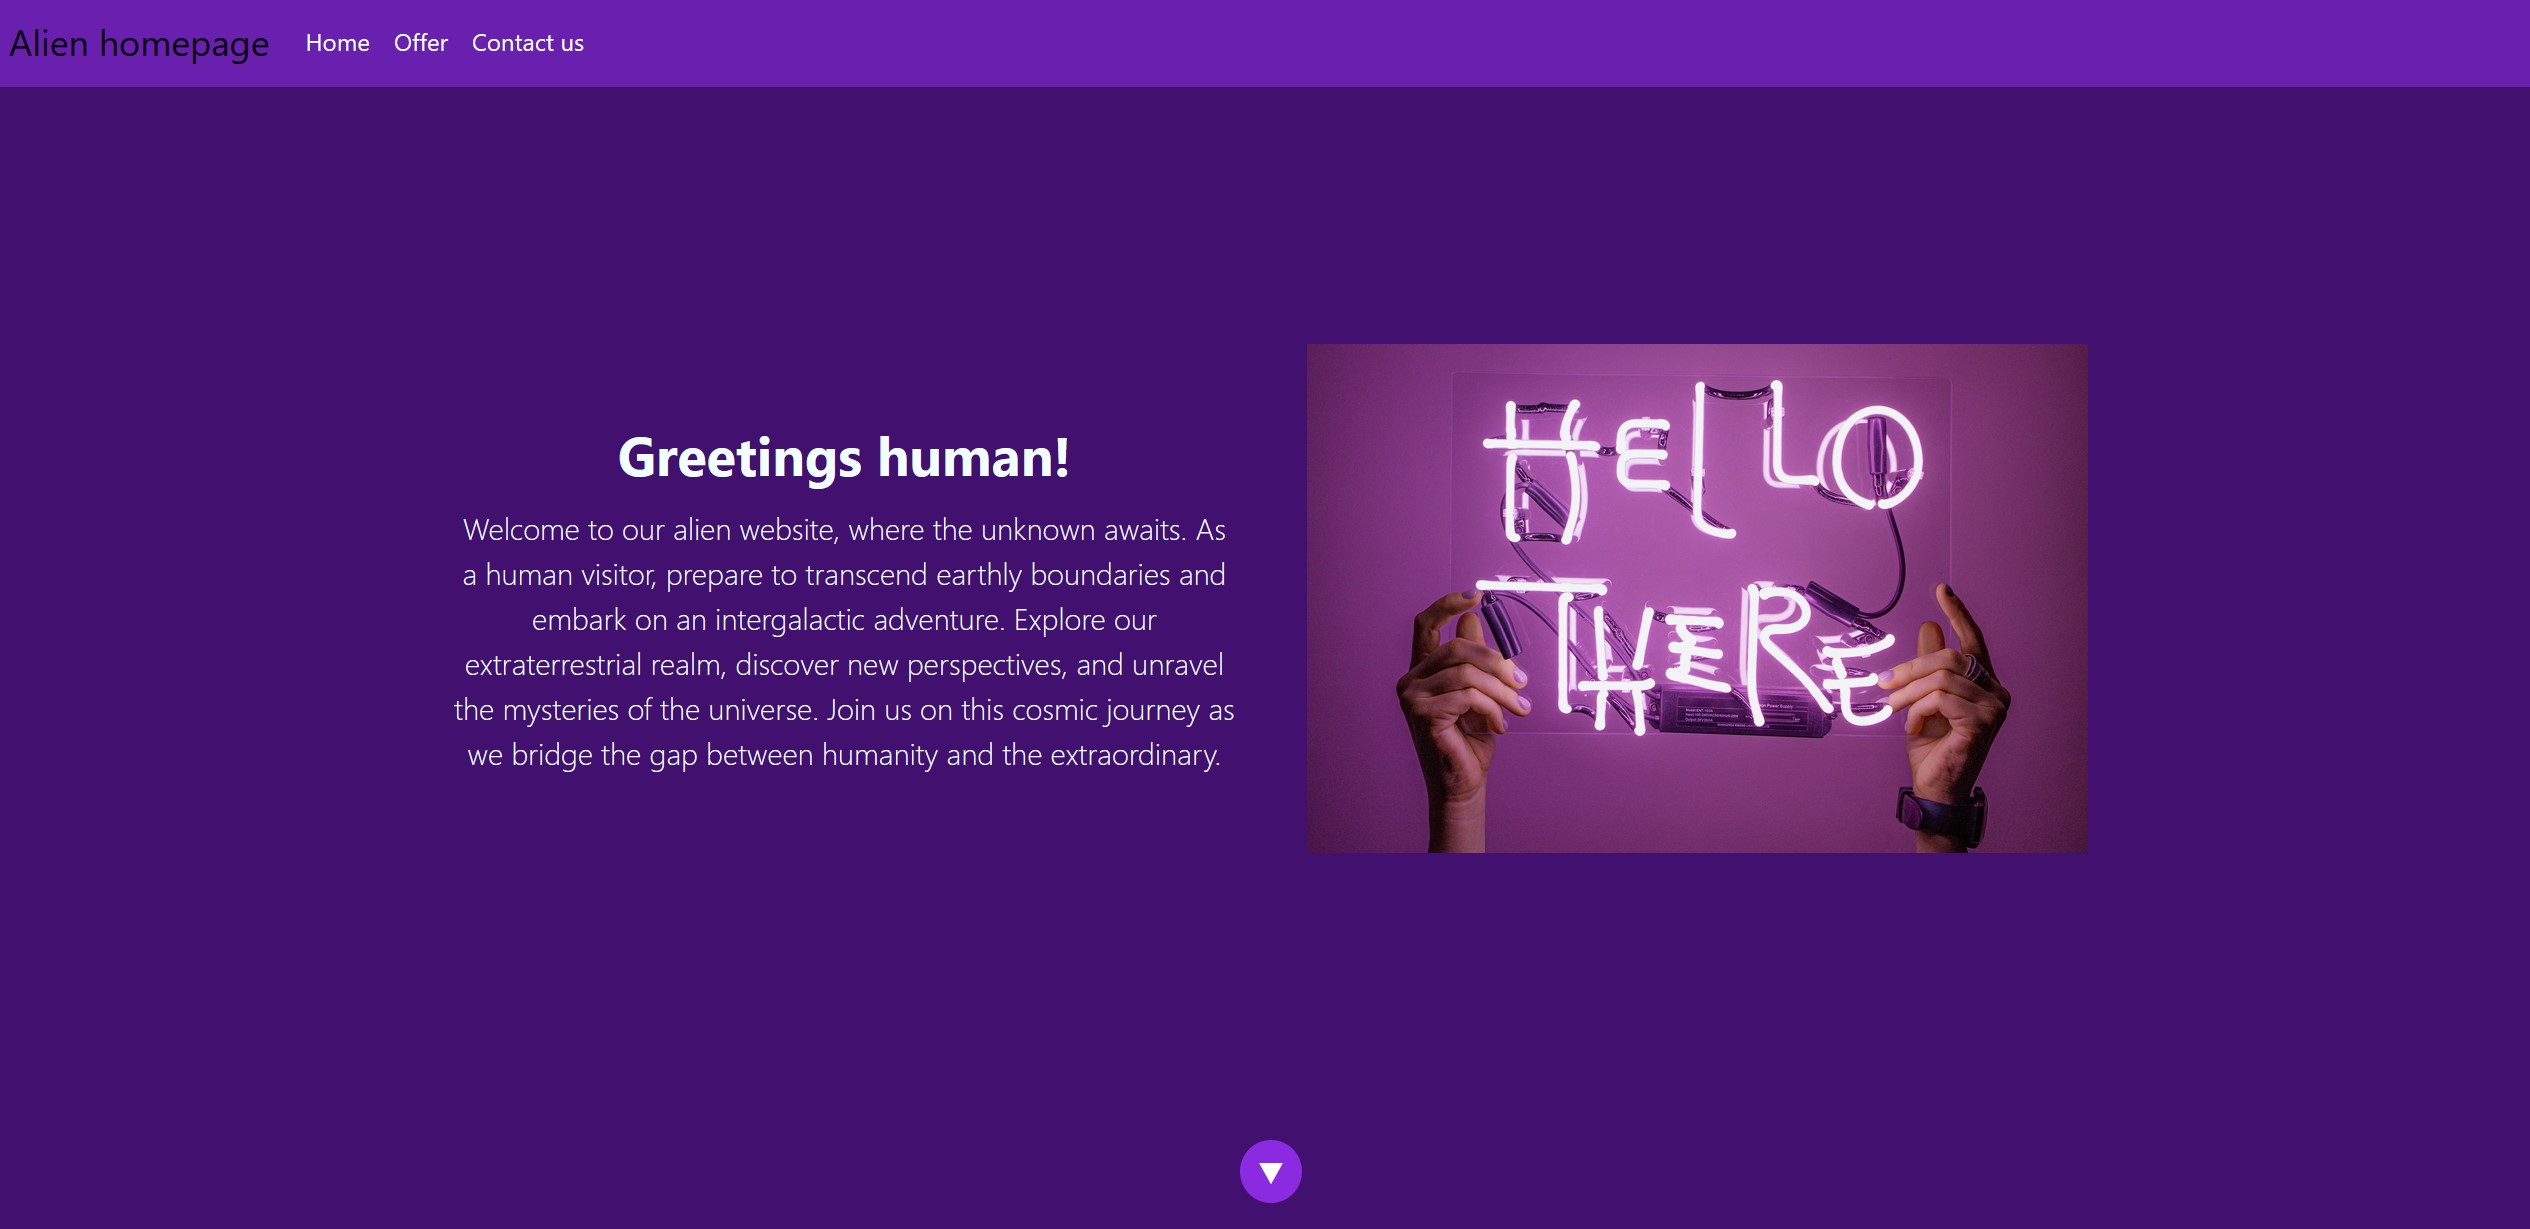 Alien homepage Home Offer Contact us
Greetings human!
Welcome to our alien website, where the unknown awaits. As
a human visitor, prepare to transcend earthly boundaries and
embark on an intergalactic adventure. Explore our
extraterrestrial realm, discover new perspectives, and unravel
the mysteries of the universe. Join us on this cosmic journey as
we bridge the gap between humanity and the extraordinary.
HELLO
THERE